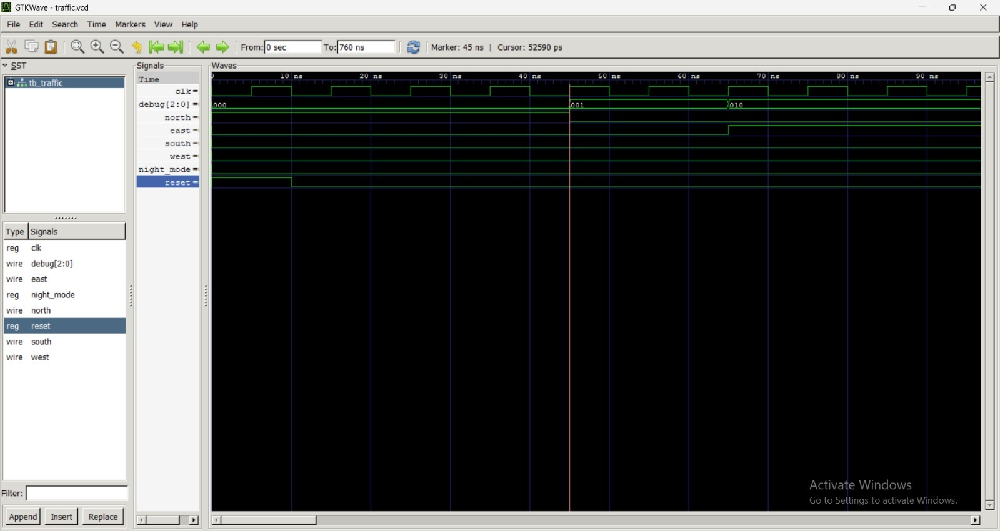 GTKWave - traffic.vcd
File Edit Search Time Markers View Help
From: 0 sec To: 760 ns Marker: 45 ns | Cursor: 52590 ps
SST
tb_traffic
Type Signals
reg clk
wire debug[2:0]
wire east
reg night_mode
wire north
reg reset
wire south
wire west
Filter:
Append Insert Replace
Signals
Time
clk=
debug[2:0] =
north =
east =
south =
west =
night_mode =
reset =
Waves
0 10 ns 20 ns 30 ns 40 ns 50 ns 60 ns 70 ns 80 ns 90 ns
000 001 010
Activate Windows
Go to Settings to activate Windows.